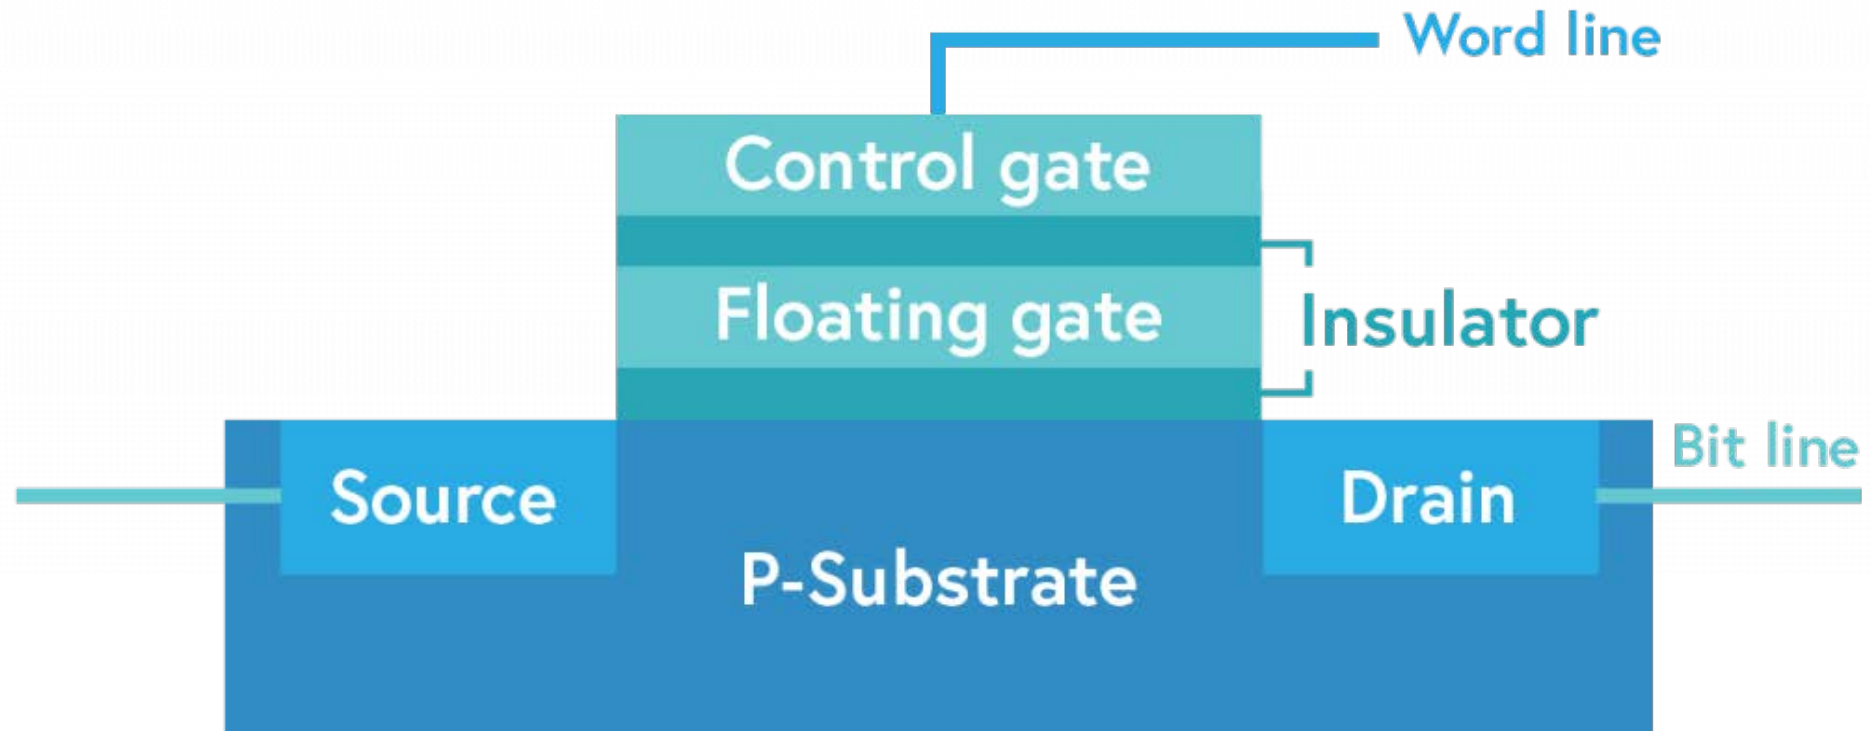 Word line
Control gate
Floating gate
Insulator
Bit line
Source
Drain
P-Substrate